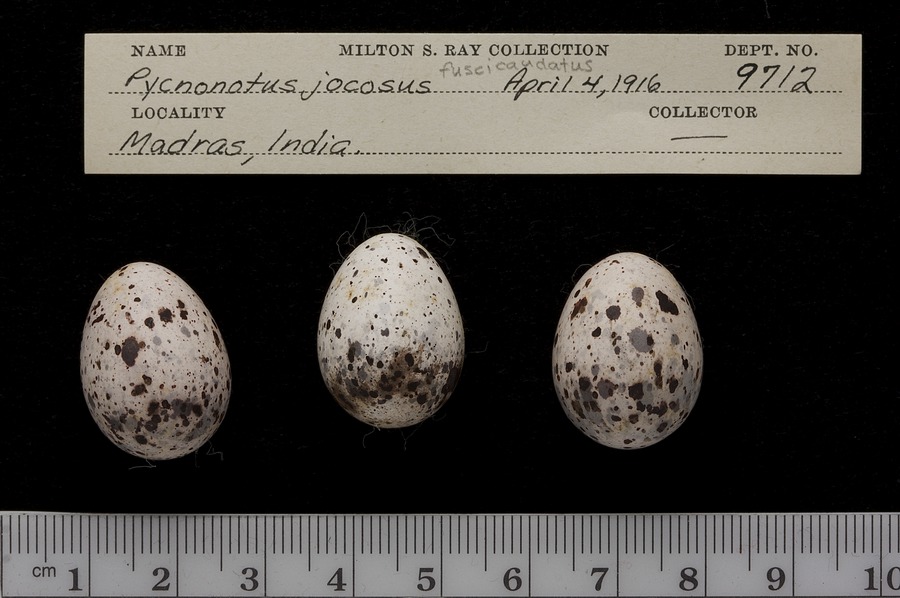 NAME MILTON S. RAY COLLECTION DEPT. NO.
fuscicaudatus
Pycnonotus jocosus April 4, 1916 9712
LOCALITY COLLECTOR
Madras, India. —
cm 1 2 3 4 5 6 7 8 9 10